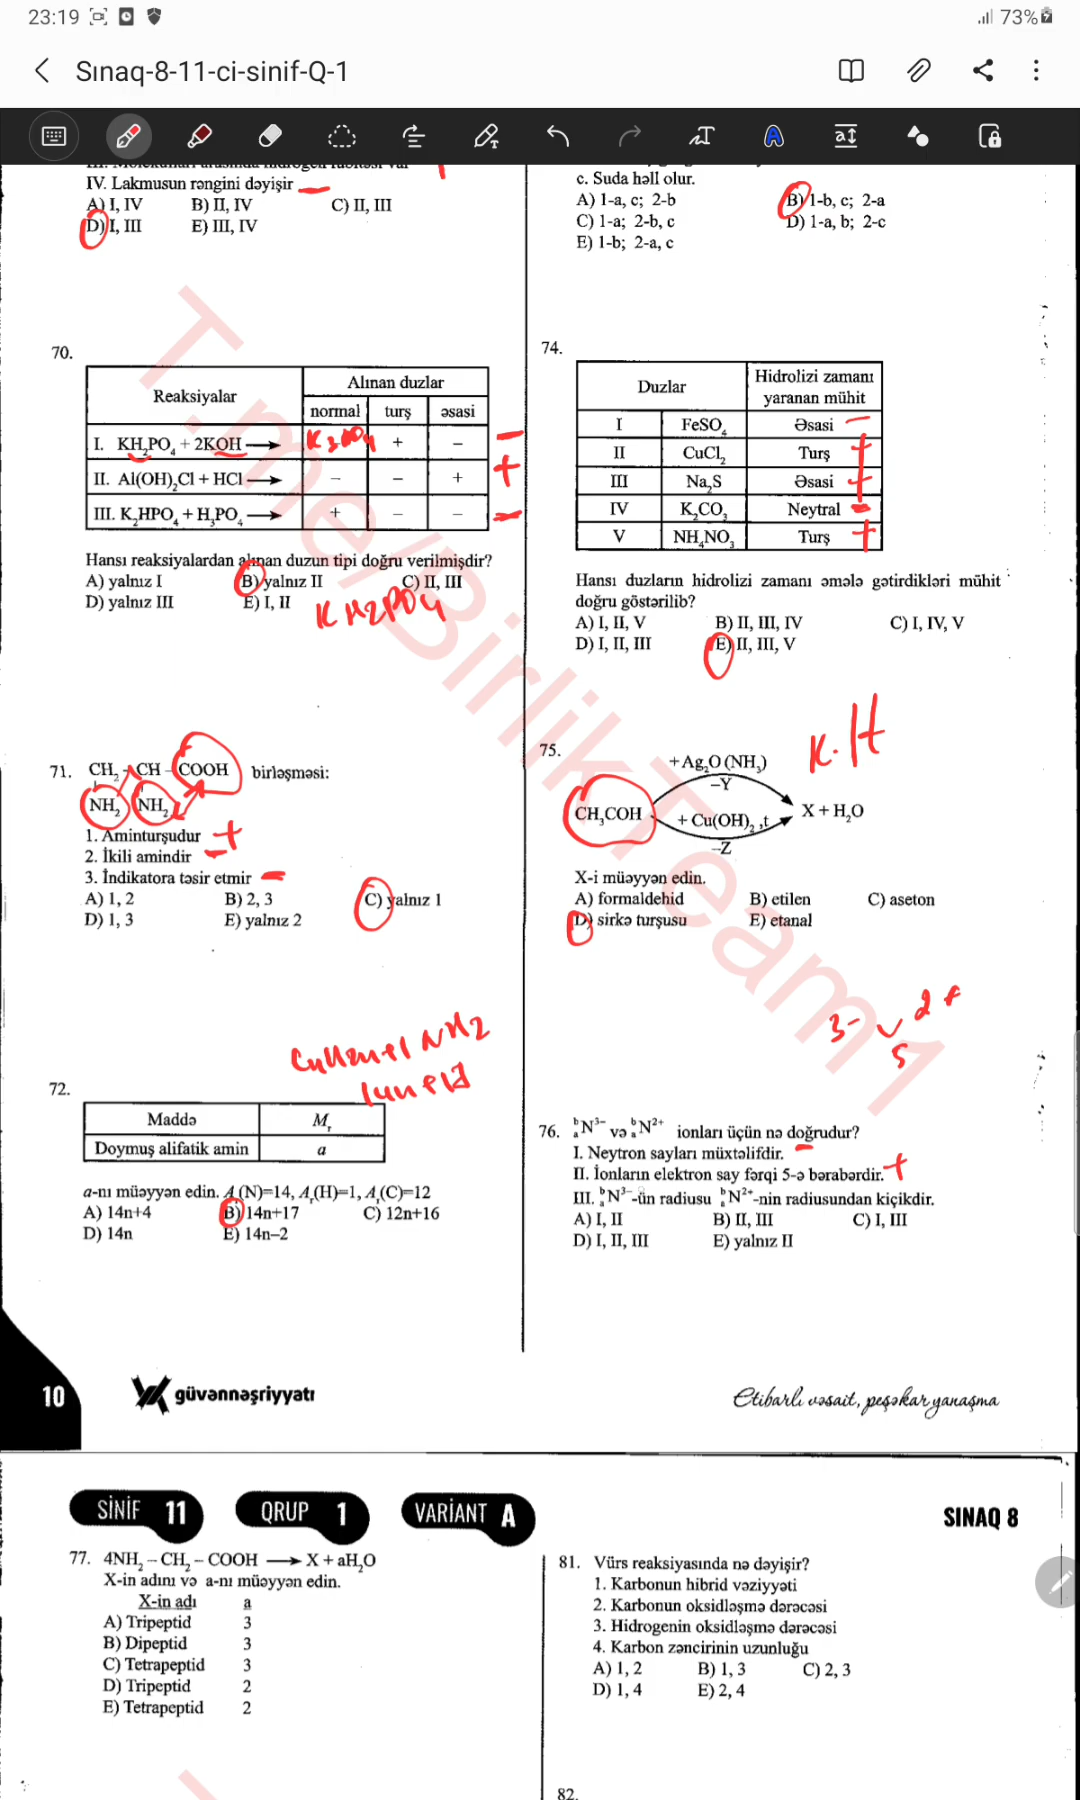 23:19
73%
Sınaq-8-11-ci-sinif-Q-1
IV. Lakmusun rəngini dəyişir
A) I, IV B) II, IV C) II, III
D) I, III E) III, IV
70.
Reaksiyalar Alınan duzlar
normal turş əsasi
I. KH₂PO₄ + 2KOH ⟶ K3PO4 + –
II. Al(OH)₂Cl + HCl ⟶ – – +
III. K₂HPO₄ + H₃PO₄ ⟶ + – –
Hansı reaksiyalardan alınan duzun tipi doğru verilmişdir?
A) yalnız I B) yalnız II C) II, III
D) yalnız III E) I, II
KH2PO4
71. CH₂ – CH – COOH birləşməsi:
NH₂ NH₂
1. Aminturşudur +
2. İkili amindir –
3. İndikatora təsir etmir –
A) 1, 2 B) 2, 3 C) yalnız 1
D) 1, 3 E) yalnız 2
NH2
72.
Maddə Mᵣ
Doymuş alifatik amin a
a-nı müəyyən edin. Aᵣ(N)=14, Aᵣ(H)=1, Aᵣ(C)=12
A) 14n+4 B) 14n+17 C) 12n+16
D) 14n E) 14n–2
c. Suda həll olur.
A) 1-a, c; 2-b B) 1-b, c; 2-a
C) 1-a; 2-b, c D) 1-a, b; 2-c
E) 1-b; 2-a, c
74.
Duzlar Hidrolizi zamanı yaranan mühit
I FeSO₄ Əsasi –
II CuCl₂ Turş +
III Na₂S Əsasi +
IV K₂CO₃ Neytral –
V NH₄NO₃ Turş +
Hansı duzların hidrolizi zamanı əmələ gətirdikləri mühit
doğru göstərilib?
A) I, II, V B) II, III, IV C) I, IV, V
D) I, II, III E) II, III, V
K.H
75.
+Ag₂O (NH₃)
–Y
CH₃COH X + H₂O
+ Cu(OH)₂ ,t
–Z
X-i müəyyən edin.
A) formaldehid B) etilen C) aseton
D) sirkə turşusu E) etanal
3- 2+
5
76. ᵇₐN³⁻ və ᵇₐN²⁺ ionları üçün nə doğrudur?
I. Neytron sayları müxtəlifdir. –
II. İonların elektron say fərqi 5-ə bərabərdir. +
III. ᵇₐN³⁻-ün radiusu ᵇₐN²⁺-nin radiusundan kiçikdir.
A) I, II B) II, III C) I, III
D) I, II, III E) yalnız II
T.me/BirlikTeam1
10 güvənnəşriyyatı
Etibarlı vəsait, peşəkar yanaşma
SİNİF 11 QRUP 1 VARİANT A SINAQ 8
77. 4NH₂ – CH₂ – COOH ⟶ X + aH₂O
X-in adını və a-nı müəyyən edin.
X-in adı a
A) Tripeptid 3
B) Dipeptid 3
C) Tetrapeptid 3
D) Tripeptid 2
E) Tetrapeptid 2
81. Vürs reaksiyasında nə dəyişir?
1. Karbonun hibrid vəziyyəti
2. Karbonun oksidləşmə dərəcəsi
3. Hidrogenin oksidləşmə dərəcəsi
4. Karbon zəncirinin uzunluğu
A) 1, 2 B) 1, 3 C) 2, 3
D) 1, 4 E) 2, 4
82.